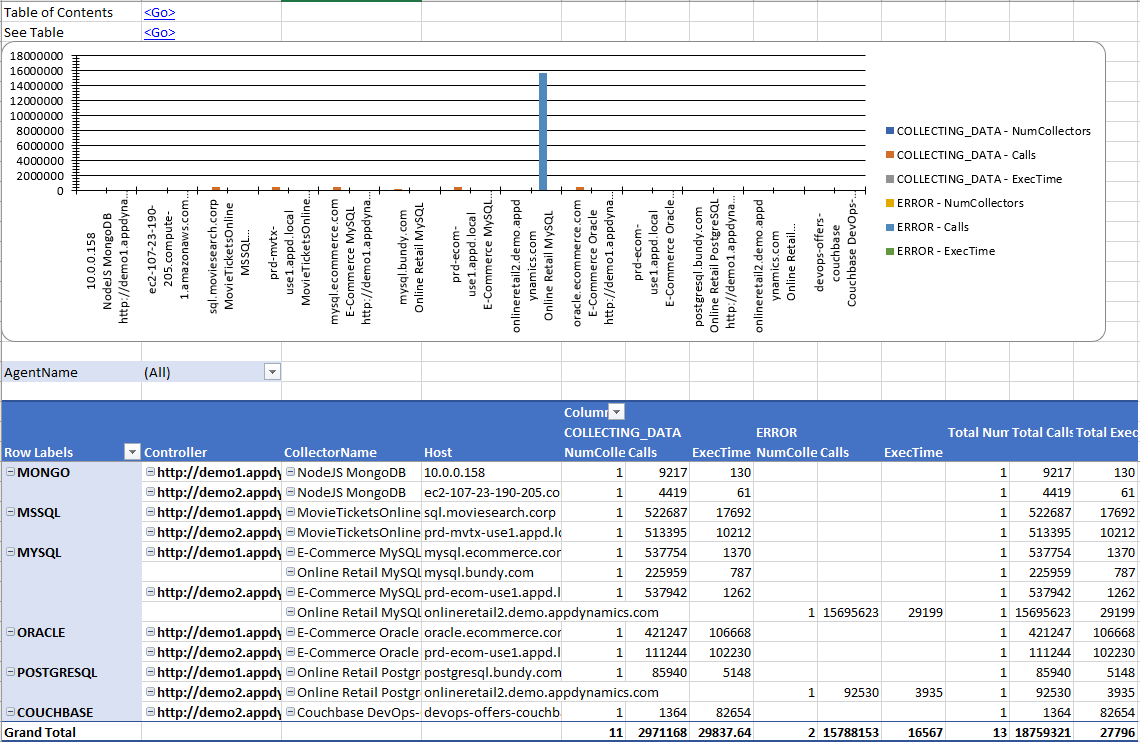 Table of Contents <Go>
See Table <Go>
18000000
16000000
14000000
12000000
10000000
8000000
6000000
4000000
2000000
0
10.0.0.158
NodeJS MongoDB
http://demo1.appdyna...
ec2-107-23-190-
205.compute-
1.amazonaws.com...
sql.moviesearch.corp
MovieTicketsOnline
MSSQL...
prd-mvtx-
use1.appd.local
MovieTicketsOnline...
mysql.ecommerce.com
E-Commerce MySQL
http://demo1.appdyna...
mysql.bundy.com
Online Retail MySQL
prd-ecom-
use1.appd.local
E-Commerce MySQL...
onlineretail2.demo.appd
ynamics.com
Online Retail MySQL
oracle.ecommerce.com
E-Commerce Oracle
http://demo1.appdyna...
prd-ecom-
use1.appd.local
E-Commerce Oracle...
postgresql.bundy.com
Online Retail PostgreSQL
http://demo1.appdyna...
onlineretail2.demo.appd
ynamics.com
Online Retail...
devops-offers-
couchbase
Couchbase DevOps-...
COLLECTING_DATA - NumCollectors
COLLECTING_DATA - Calls
COLLECTING_DATA - ExecTime
ERROR - NumCollectors
ERROR - Calls
ERROR - ExecTime
AgentName (All)
Column
COLLECTING_DATA ERROR Total Num Total Calls Total Exec
Row Labels Controller CollectorName Host NumColle Calls ExecTime NumColle Calls ExecTime
MONGO http://demo1.appdy NodeJS MongoDB 10.0.0.158 1 9217 130 1 9217 130
http://demo2.appdy NodeJS MongoDB ec2-107-23-190-205.co 1 4419 61 1 4419 61
MSSQL http://demo1.appdy MovieTicketsOnline sql.moviesearch.corp 1 522687 17692 1 522687 17692
http://demo2.appdy MovieTicketsOnline prd-mvtx-use1.appd.lo 1 513395 10212 1 513395 10212
MYSQL http://demo1.appdy E-Commerce MySQL mysql.ecommerce.com 1 537754 1370 1 537754 1370
Online Retail MySQL mysql.bundy.com 1 225959 787 1 225959 787
http://demo2.appdy E-Commerce MySQL prd-ecom-use1.appd.l 1 537942 1262 1 537942 1262
Online Retail MySQL onlineretail2.demo.appdynamics.com 1 15695623 29199 1 15695623 29199
ORACLE http://demo1.appdy E-Commerce Oracle oracle.ecommerce.com 1 421247 106668 1 421247 106668
http://demo2.appdy E-Commerce Oracle prd-ecom-use1.appd.l 1 111244 102230 1 111244 102230
POSTGRESQL http://demo1.appdy Online Retail Postgr postgresql.bundy.com 1 85940 5148 1 85940 5148
http://demo2.appdy Online Retail Postgr onlineretail2.demo.appdynamics.com 1 92530 3935 1 92530 3935
COUCHBASE http://demo2.appdy Couchbase DevOps- devops-offers-couchb 1 1364 82654 1 1364 82654
Grand Total 11 2971168 29837.64 2 15788153 16567 13 18759321 27796